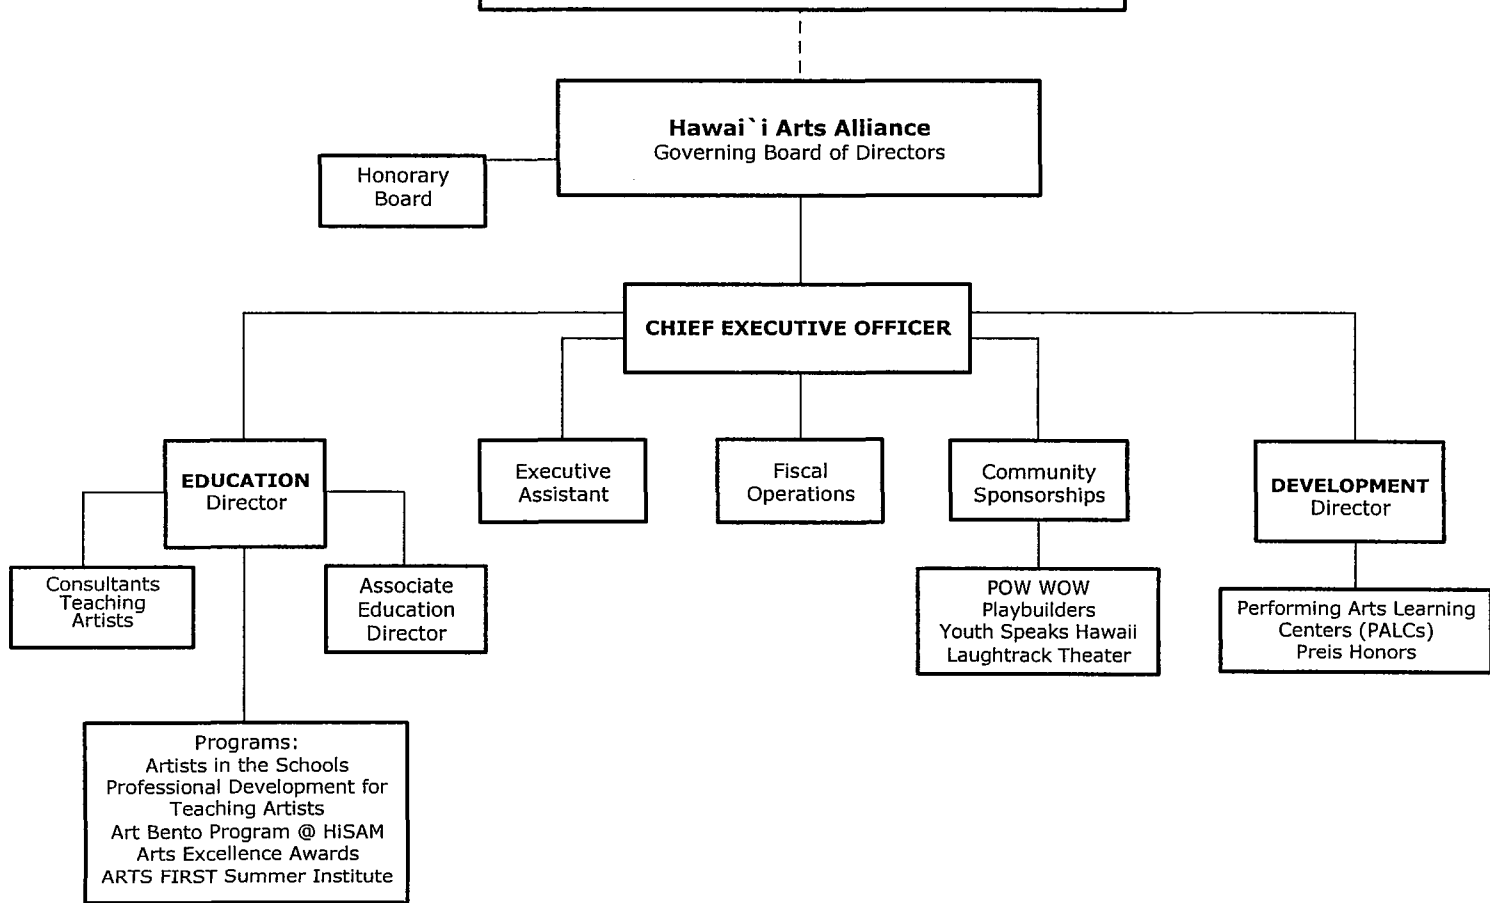 Hawai`i Arts Alliance
Governing Board of Directors
Honorary
Board
CHIEF EXECUTIVE OFFICER
EDUCATION
Director
Executive
Assistant
Fiscal
Operations
Community
Sponsorships
DEVELOPMENT
Director
Consultants
Teaching
Artists
Associate
Education
Director
POW WOW
Playbuilders
Youth Speaks Hawaii
Laughtrack Theater
Performing Arts Learning
Centers (PALCs)
Preis Honors
Programs:
Artists in the Schools
Professional Development for
Teaching Artists
Art Bento Program @ HiSAM
Arts Excellence Awards
ARTS FIRST Summer Institute